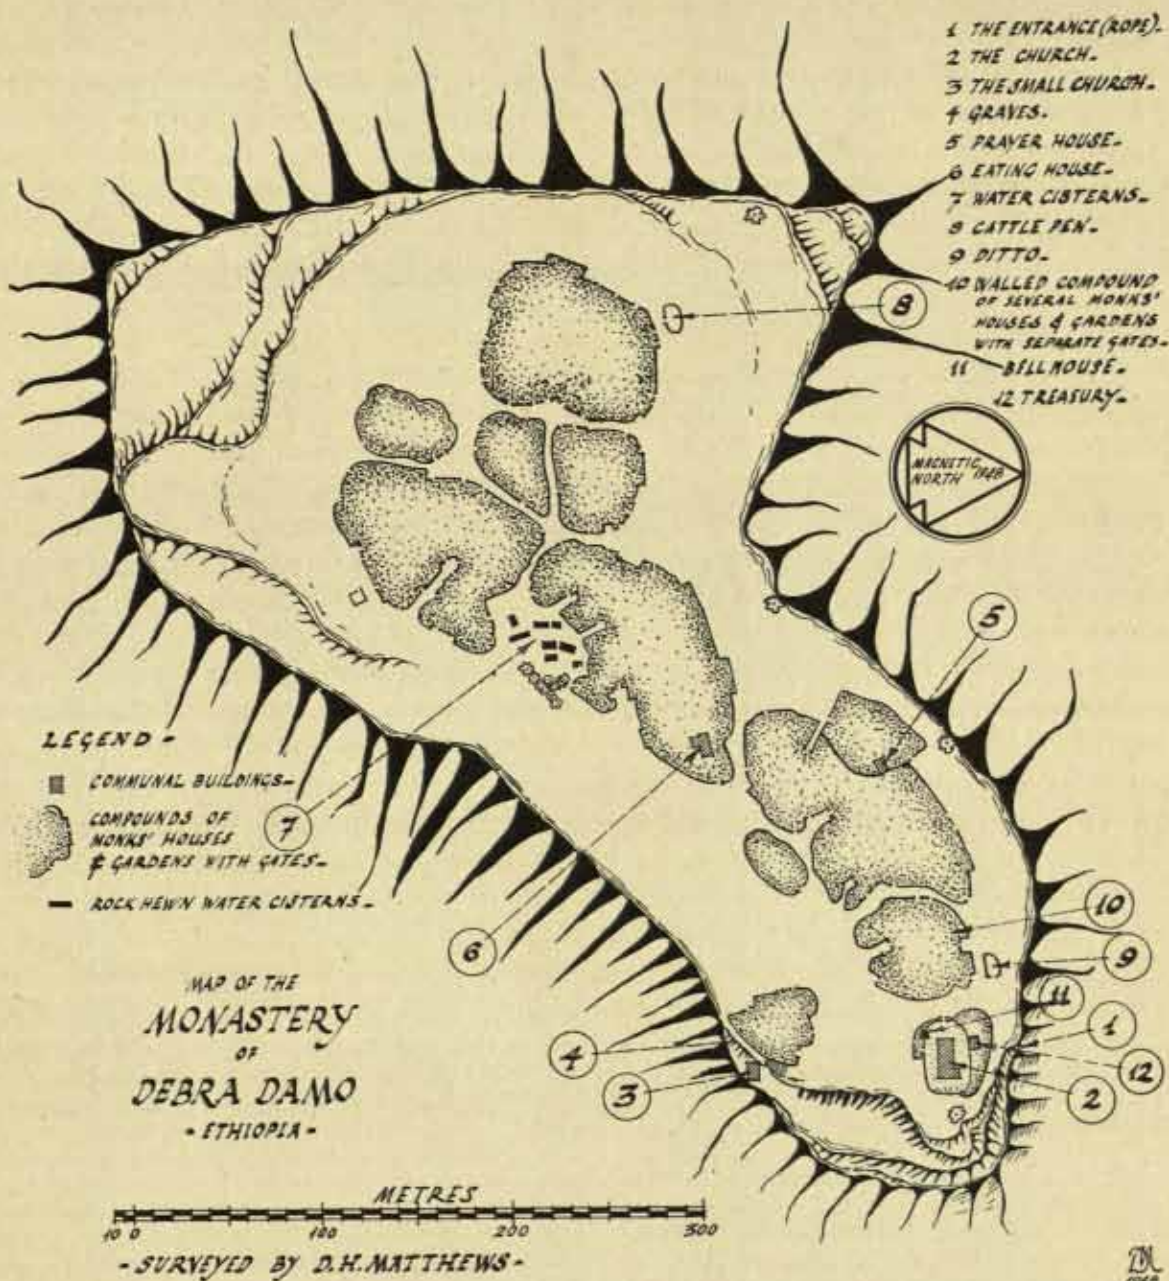 1 THE ENTRANCE (ROPE).-
2 THE CHURCH.-
3 THE SMALL CHURCH.-
4 GRAVES.
5 PRAYER HOUSE.-
6 EATING HOUSE.-
7 WATER CISTERNS.-
8 CATTLE PEN.-
9 DITTO.-
10 WALLED COMPOUND
OF SEVERAL MONKS'
HOUSES & GARDENS
WITH SEPARATE GATES.-
11 BELL HOUSE.-
12 TREASURY.-
8
MAGNETIC
NORTH 1948
5
LEGEND -
COMMUNAL BUILDINGS.-
COMPOUNDS OF
MONKS' HOUSES
& GARDENS WITH GATES.-
ROCK HEWN WATER CISTERNS.-
7
10
6
9
11
1
4
12
3
2
MAP OF THE
MONASTERY
OF
DEBRA DAMO
- ETHIOPIA -
METRES
10 0 100 200 300
- SURVEYED BY D.H. MATTHEWS -